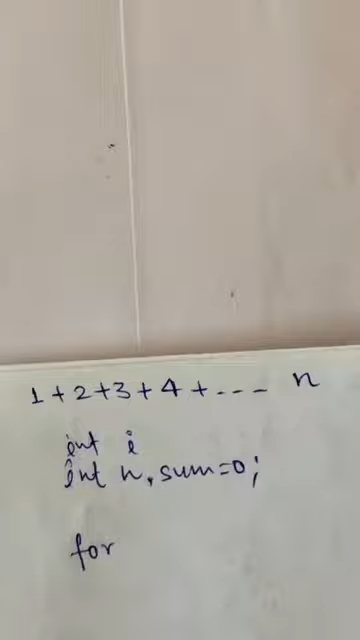 1+2+3+4+--- n
int i
int n, sum=0;
for